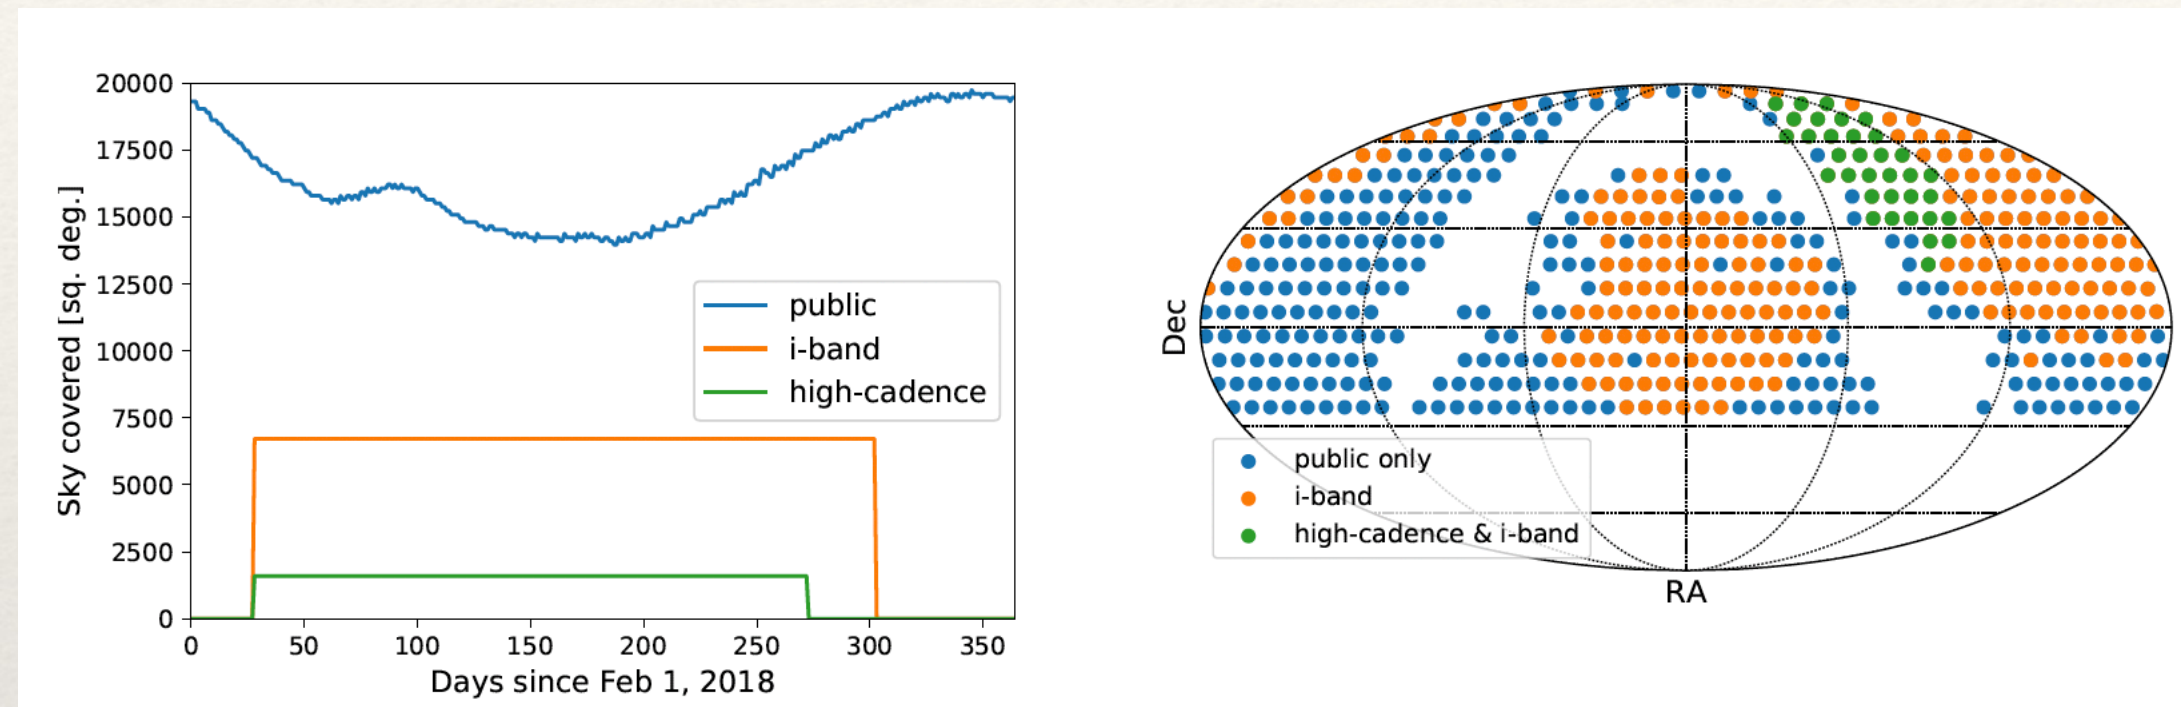 20000
17500
15000
12500
10000
7500
5000
2500
0
Sky covered [sq. deg.]
public
i-band
high-cadence
0 50 100 150 200 250 300 350
Days since Feb 1, 2018
Dec
public only
i-band
high-cadence & i-band
RA